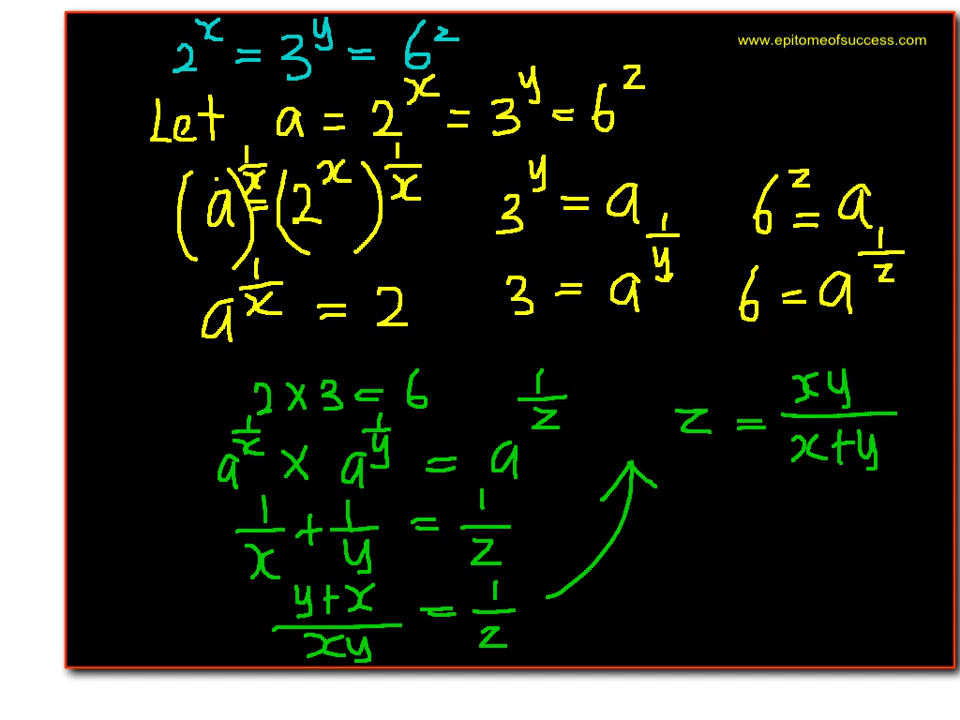 www.epitomeofsuccess.com
2^x = 3^y = 6^z
Let a = 2^x = 3^y = 6^z
(a)^{1/x} = (2^x)^{1/x} 3^y = a 6^z = a
a^{1/x} = 2 3 = a^{1/y} 6 = a^{1/z}
2 × 3 = 6
a^{1/x} × a^{1/y} = a^{1/z}
1/x + 1/y = 1/z
(y+x)/(xy) = 1/z
z = (xy)/(x+y)